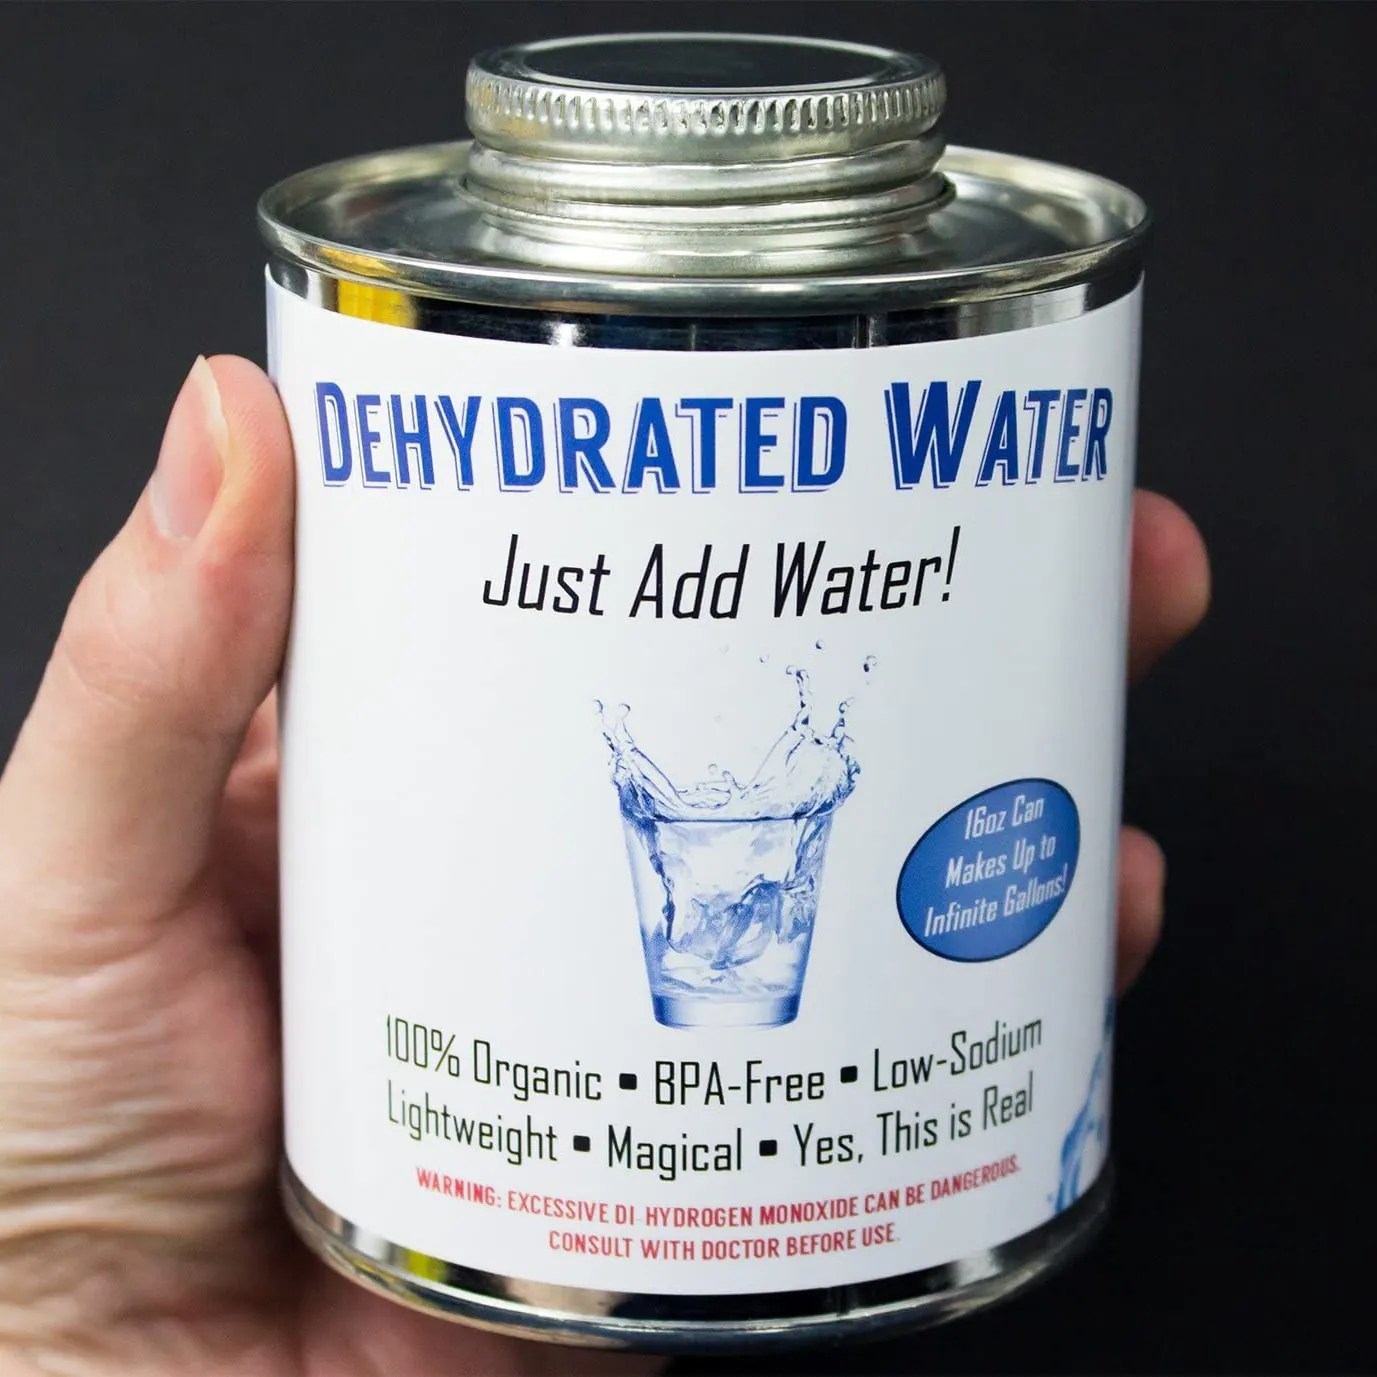 DEHYDRATED WATER
Just Add Water!
16oz Can
Makes Up to
Infinite Gallons!
100% Organic ▪ BPA-Free ▪ Low-Sodium
Lightweight ▪ Magical ▪ Yes, This is Real
WARNING: EXCESSIVE DI-HYDROGEN MONOXIDE CAN BE DANGEROUS.
CONSULT WITH DOCTOR BEFORE USE.